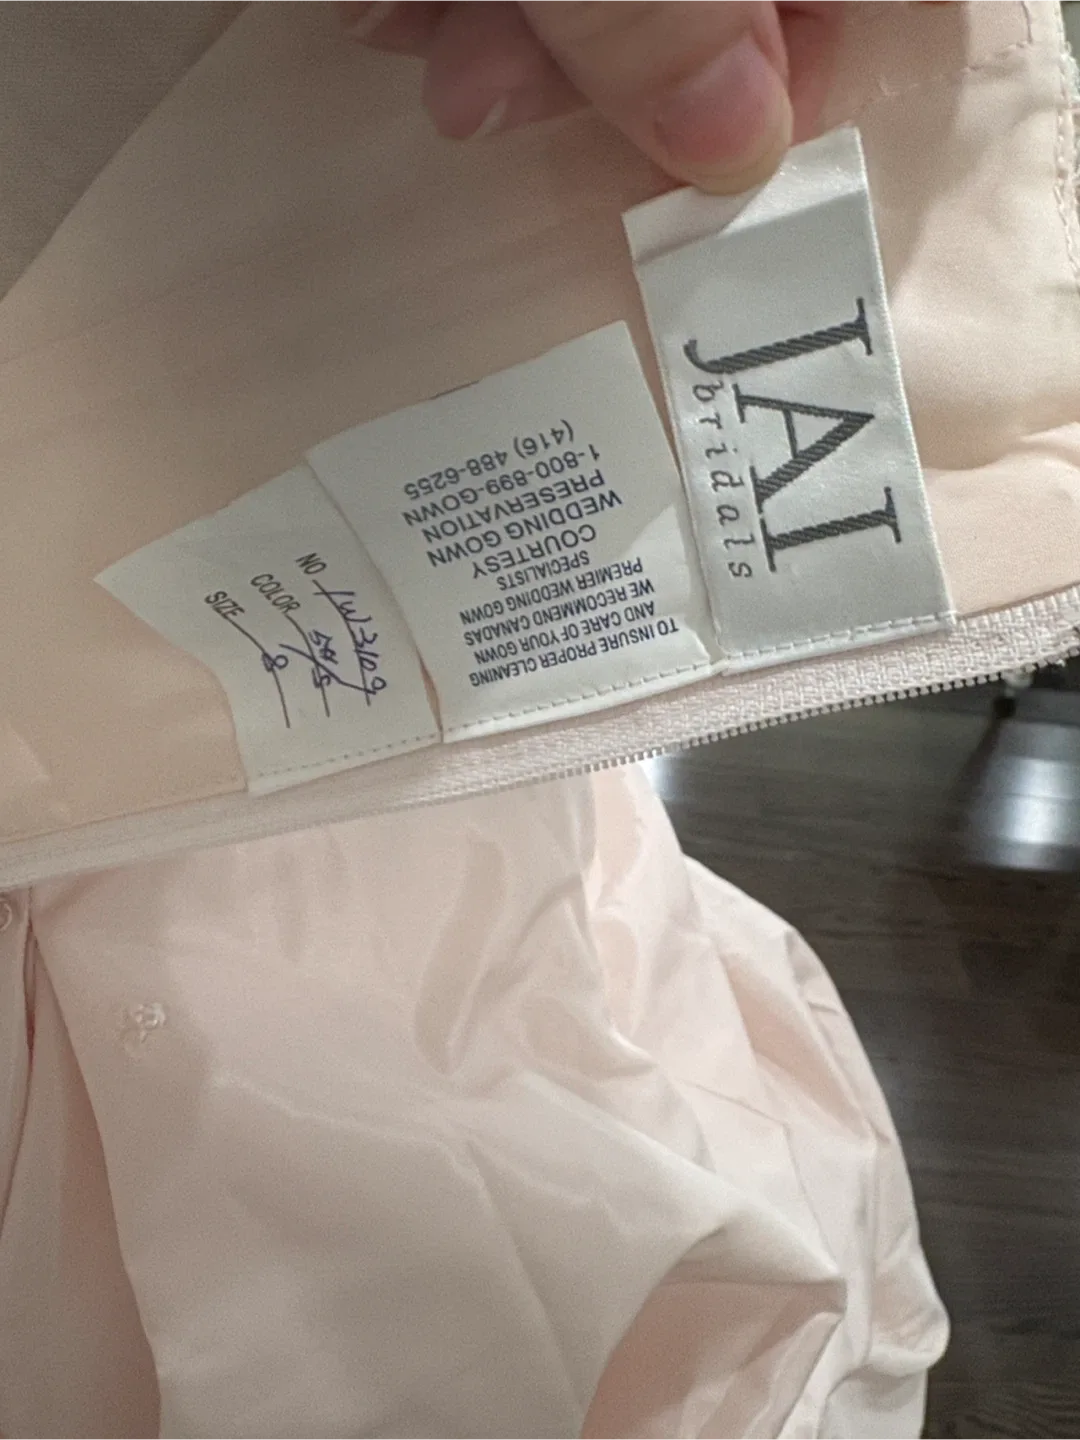 JAI
bridals
TO INSURE PROPER CLEANING
AND CARE OF YOUR GOWN
WE RECOMMEND CANADAS
PREMIER WEDDING GOWN
SPECIALISTS
COURTESY
WEDDING GOWN
PRESERVATION
1-800-899-GOWN
(416) 488-6255
NO
COLOR
SIZE 8